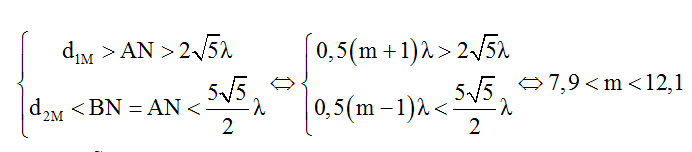 { d₁M > AN > 2√5λ ⇔ { 0,5(m + 1)λ > 2√5λ ⇔ 7,9 < m < 12,1
d₂M < BN = AN < (5√5/2)λ    0,5(m − 1)λ < (5√5/2)λ